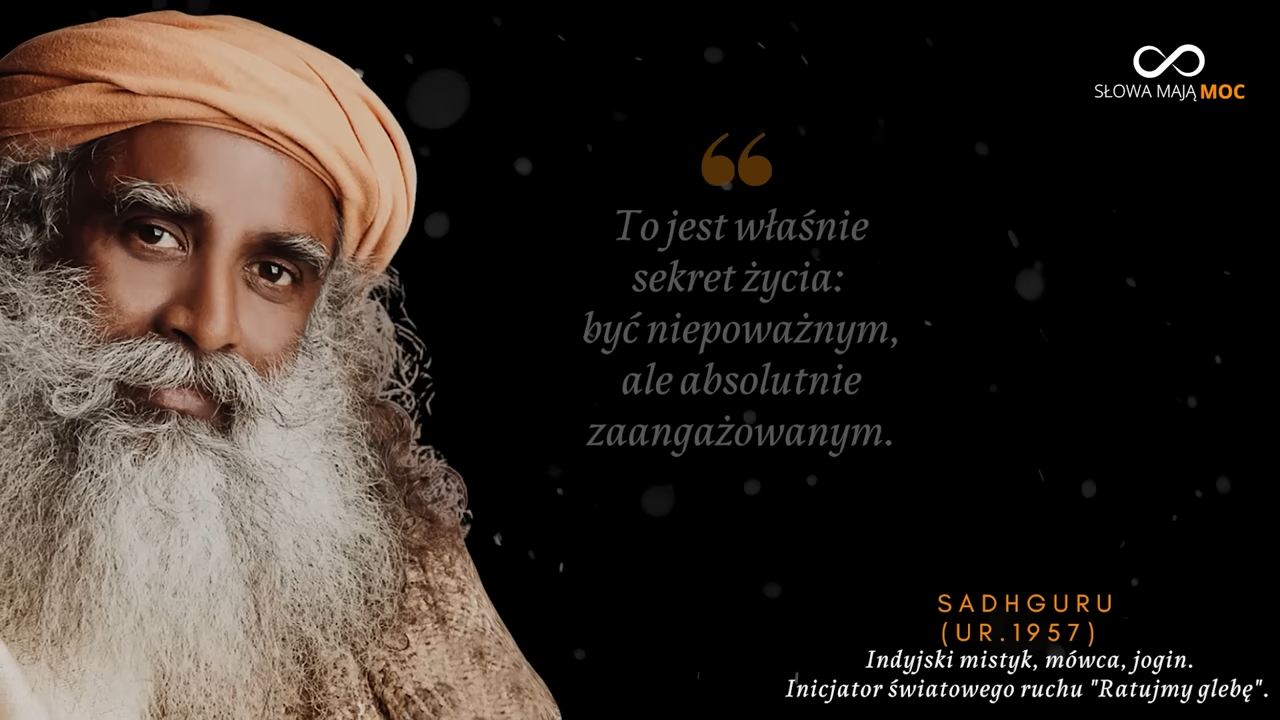 SŁOWA MAJĄ MOC
To jest właśnie
sekret życia:
być niepoważnym,
ale absolutnie
zaangażowanym.
SADHGURU
(UR.1957)
Indyjski mistyk, mówca, jogin.
Inicjator światowego ruchu "Ratujmy glebę".